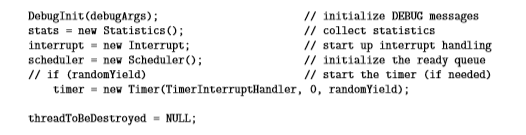 DebugInit(debugArgs); // initialize DEBUG messages
stats = new Statistics(); // collect statistics
interrupt = new Interrupt; // start up interrupt handling
scheduler = new Scheduler(); // initialize the ready queue
// if (randomYield) // start the timer (if needed)
timer = new Timer(TimerInterruptHandler, 0, randomYield);
threadToBeDestroyed = NULL;